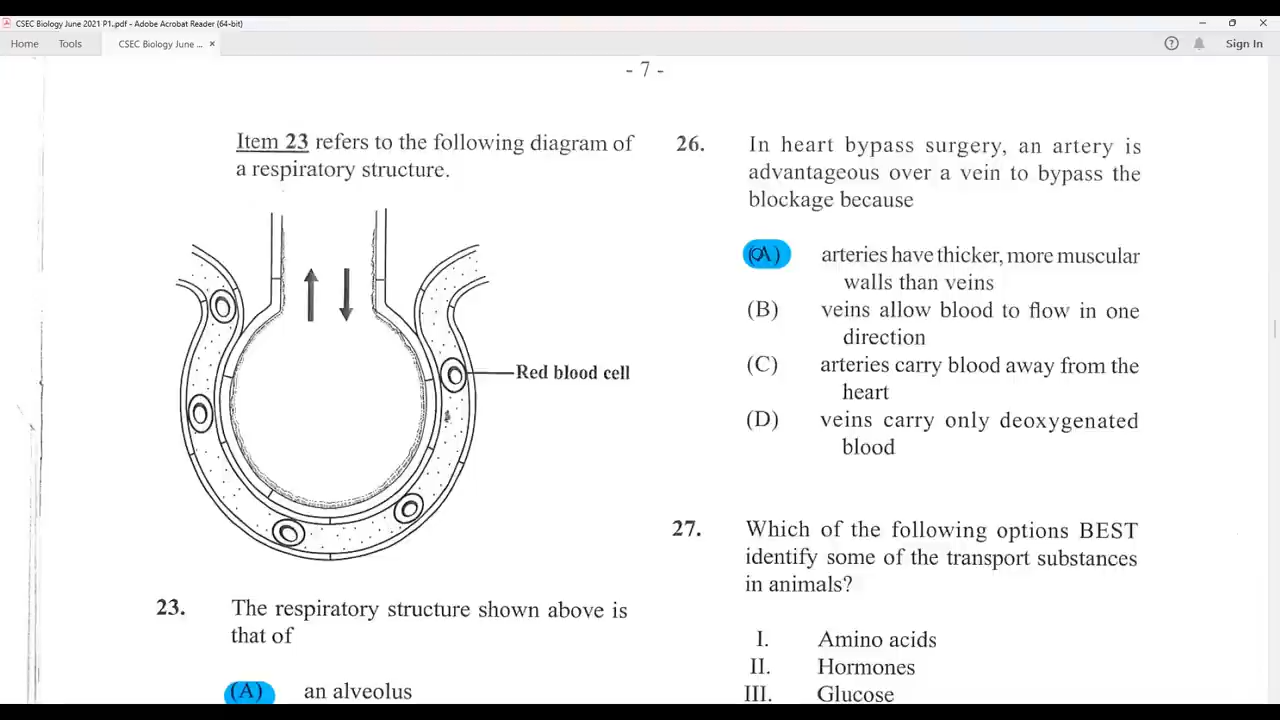 CSEC Biology June 2021 P1..pdf - Adobe Acrobat Reader (64-bit)
Home
Tools
CSEC Biology June ...
Sign In
- 7 -
Item 23 refers to the following diagram of
a respiratory structure.
Red blood cell
23. The respiratory structure shown above is
that of
(A) an alveolus
26. In heart bypass surgery, an artery is
advantageous over a vein to bypass the
blockage because
(A) arteries have thicker, more muscular
walls than veins
(B) veins allow blood to flow in one
direction
(C) arteries carry blood away from the
heart
(D) veins carry only deoxygenated
blood
27. Which of the following options BEST
identify some of the transport substances
in animals?
I. Amino acids
II. Hormones
III. Glucose